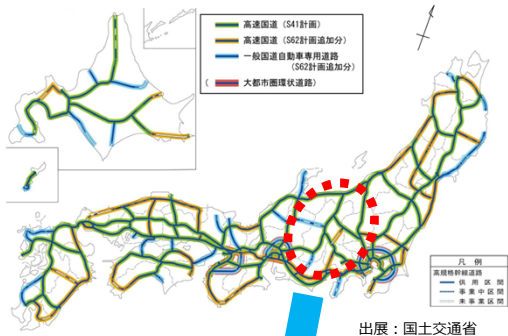 高速国道（S41計画）
高速国道（S62計画追加分）
一般国道自動車専用道路
（S62計画追加分）
( 大都市圏環状道路)
凡 例
高規格幹線道路
供用区間
事業中区間
未事業区間
出展：国土交通省